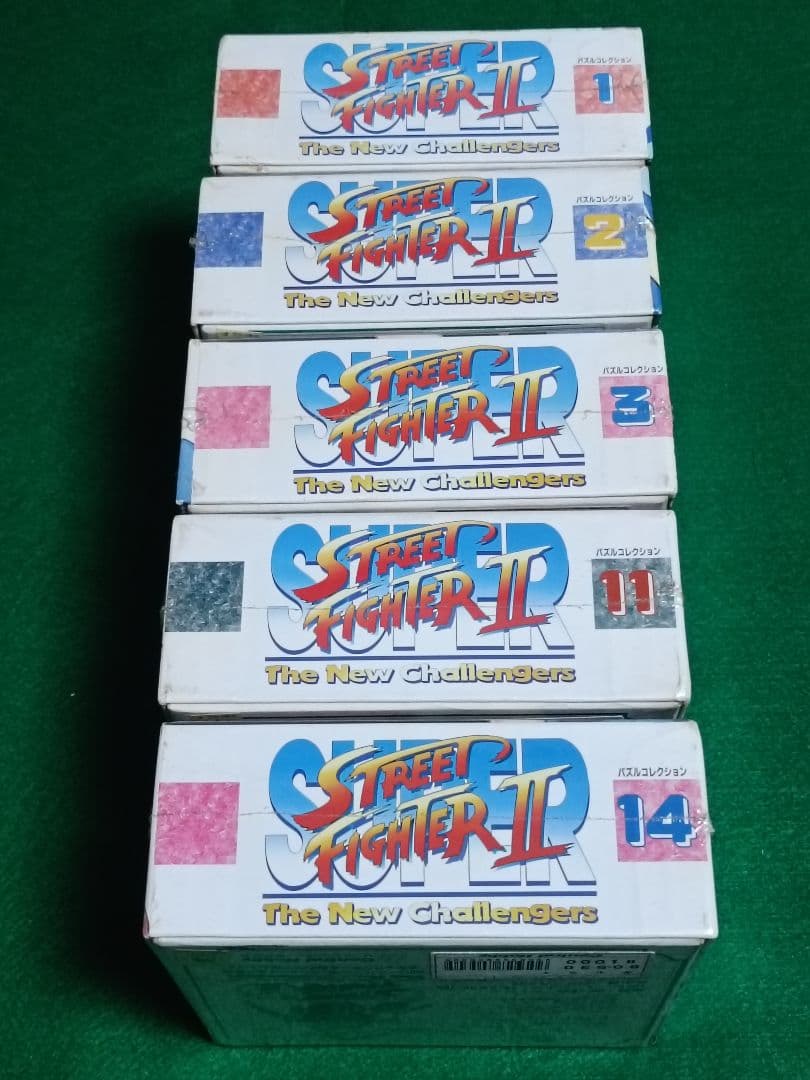 SUPER
STREET
FIGHTER II
The New Challengers
パズルコレクション
1
SUPER
STREET
FIGHTER II
The New Challengers
パズルコレクション
2
SUPER
STREET
FIGHTER II
The New Challengers
パズルコレクション
3
SUPER
STREET
FIGHTER II
The New Challengers
パズルコレクション
11
SUPER
STREET
FIGHTER II
The New Challengers
パズルコレクション
14